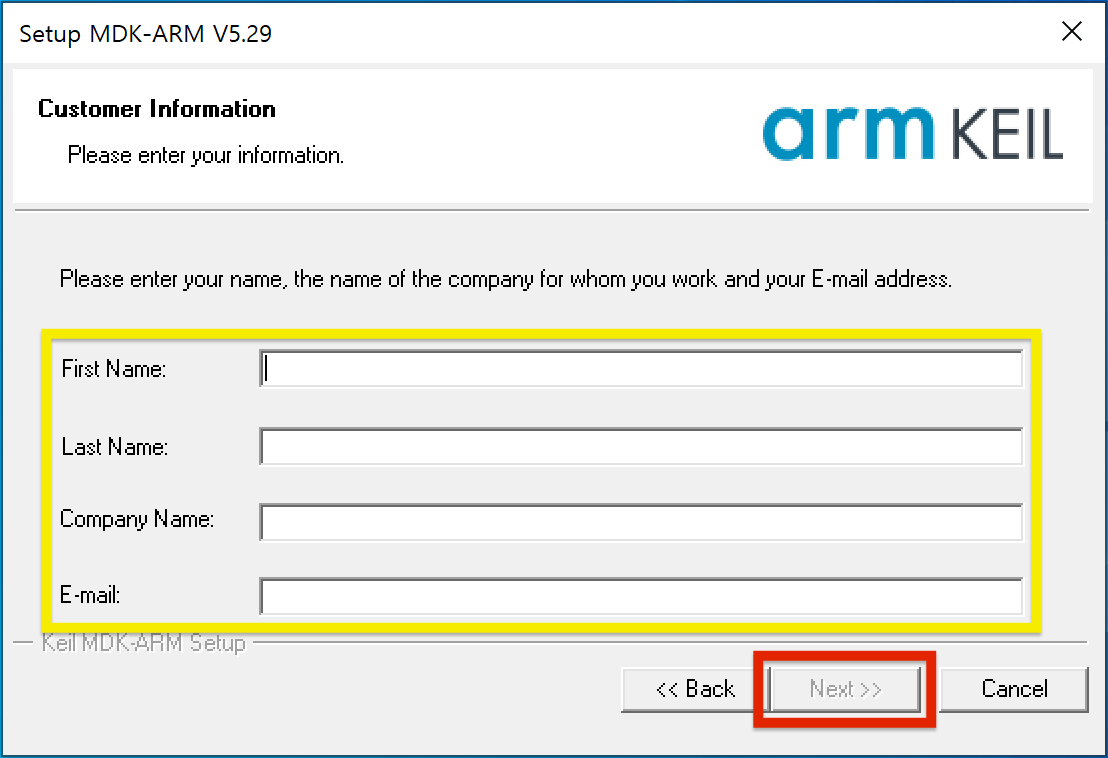 Setup MDK-ARM V5.29
Customer Information
Please enter your information.
arm KEIL
Please enter your name, the name of the company for whom you work and your E-mail address.
First Name:
Last Name:
Company Name:
E-mail:
Keil MDK-ARM Setup
<< Back
Next >>
Cancel